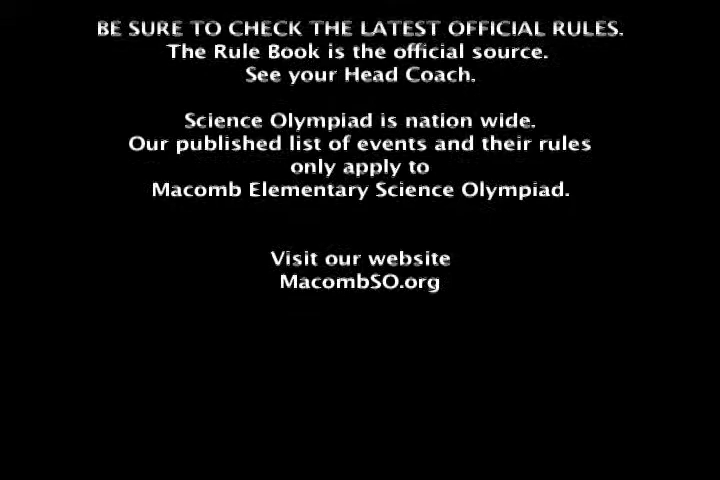 BE SURE TO CHECK THE LATEST OFFICIAL RULES.
The Rule Book is the official source.
See your Head Coach.
Science Olympiad is nation wide.
Our published list of events and their rules
only apply to
Macomb Elementary Science Olympiad.
Visit our website
MacombSO.org